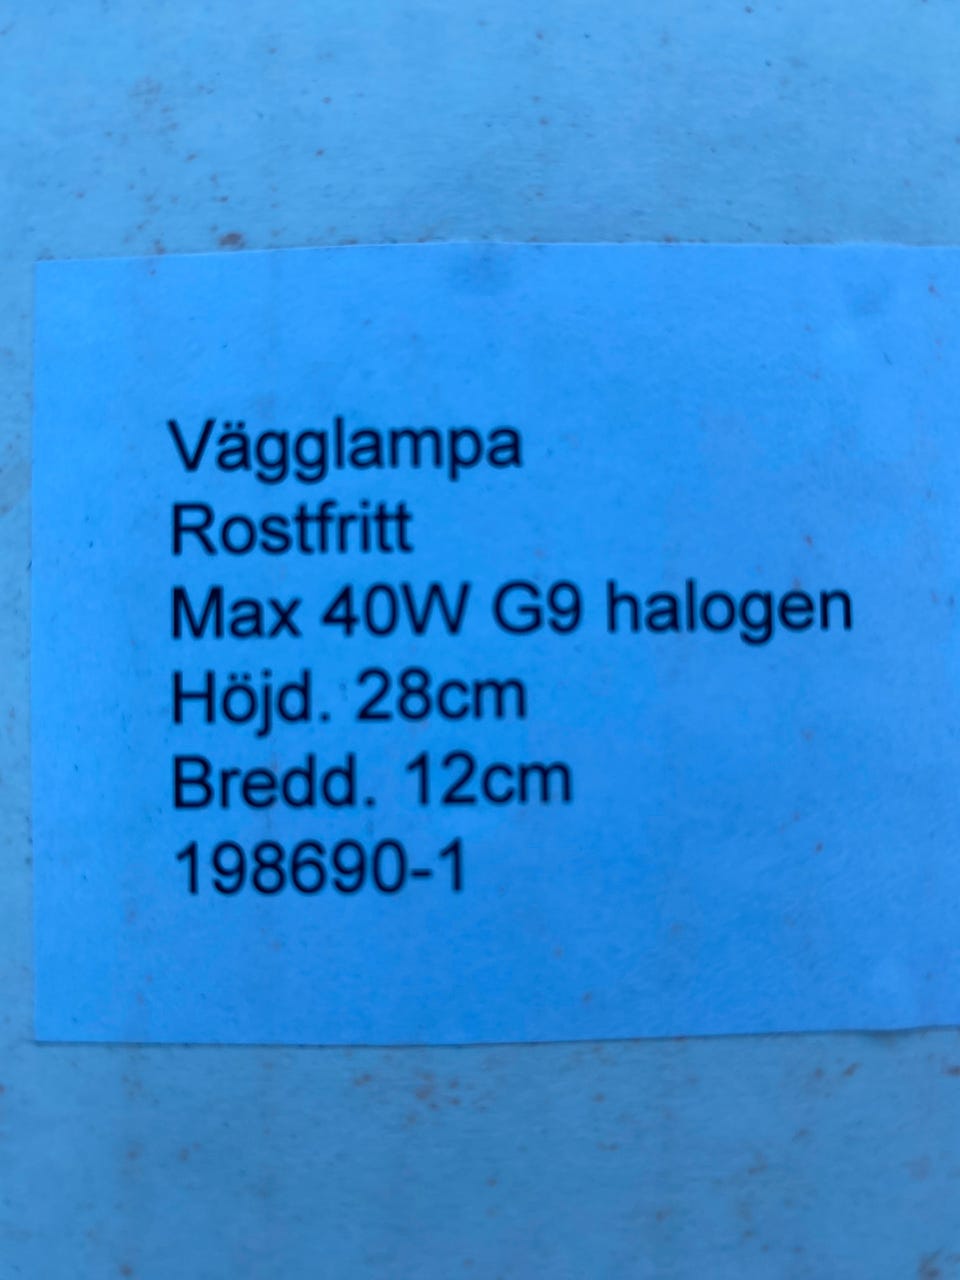 Vägglampa
Rostfritt
Max 40W G9 halogen
Höjd. 28cm
Bredd. 12cm
198690-1